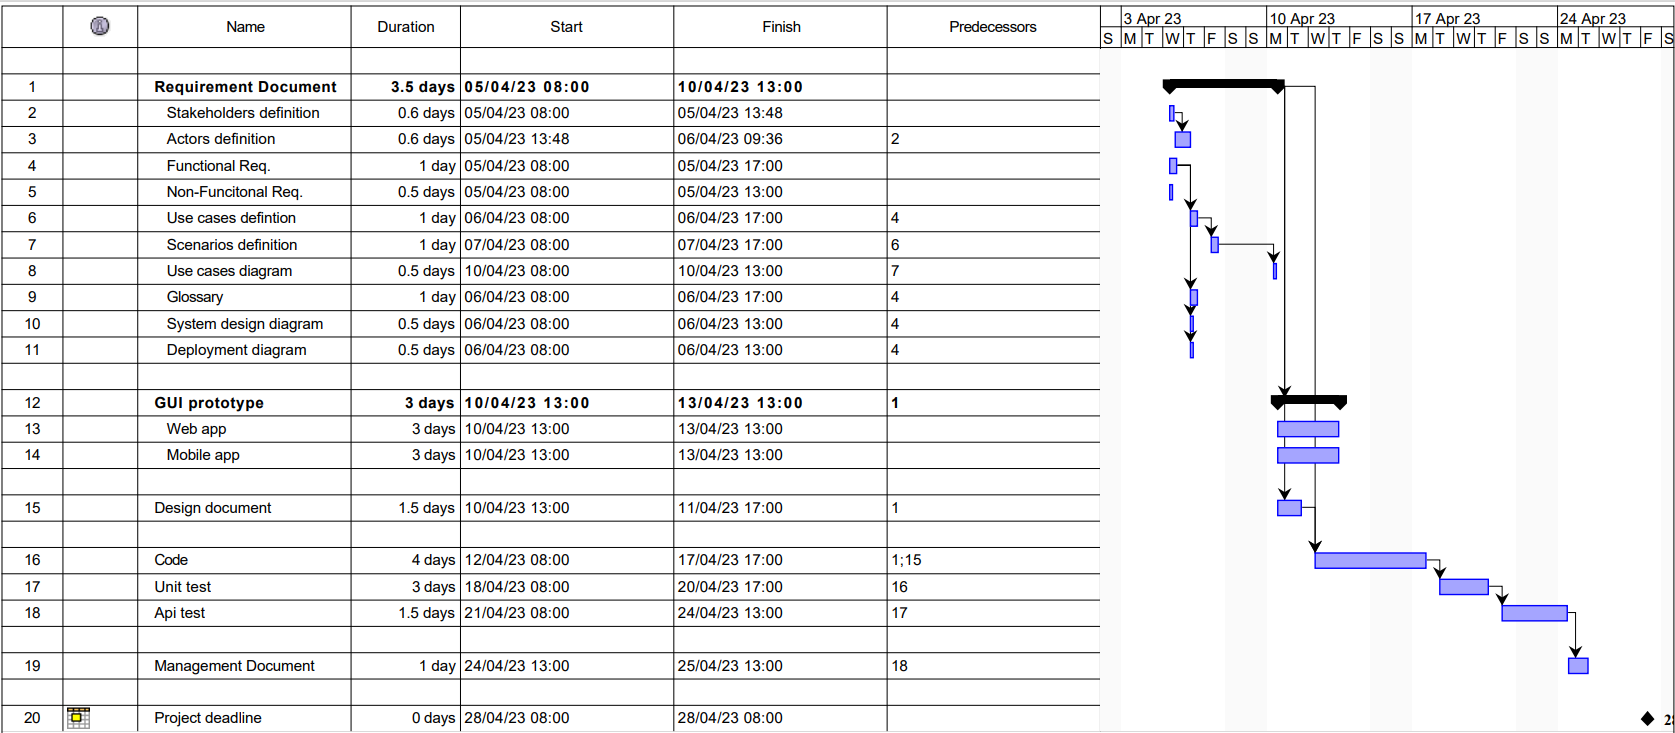 Name Duration Start Finish Predecessors 3 Apr 23 10 Apr 23 17 Apr 23 24 Apr 23
S M T W T F S S M T W T F S S M T W T F S S M T W T F S
1 Requirement Document 3.5 days 05/04/23 08:00 10/04/23 13:00
2 Stakeholders definition 0.6 days 05/04/23 08:00 05/04/23 13:48
3 Actors definition 0.6 days 05/04/23 13:48 06/04/23 09:36 2
4 Functional Req. 1 day 05/04/23 08:00 05/04/23 17:00
5 Non-Funcitonal Req. 0.5 days 05/04/23 08:00 05/04/23 13:00
6 Use cases defintion 1 day 06/04/23 08:00 06/04/23 17:00 4
7 Scenarios definition 1 day 07/04/23 08:00 07/04/23 17:00 6
8 Use cases diagram 0.5 days 10/04/23 08:00 10/04/23 13:00 7
9 Glossary 1 day 06/04/23 08:00 06/04/23 17:00 4
10 System design diagram 0.5 days 06/04/23 08:00 06/04/23 13:00 4
11 Deployment diagram 0.5 days 06/04/23 08:00 06/04/23 13:00 4
12 GUI prototype 3 days 10/04/23 13:00 13/04/23 13:00 1
13 Web app 3 days 10/04/23 13:00 13/04/23 13:00
14 Mobile app 3 days 10/04/23 13:00 13/04/23 13:00
15 Design document 1.5 days 10/04/23 13:00 11/04/23 17:00 1
16 Code 4 days 12/04/23 08:00 17/04/23 17:00 1;15
17 Unit test 3 days 18/04/23 08:00 20/04/23 17:00 16
18 Api test 1.5 days 21/04/23 08:00 24/04/23 13:00 17
19 Management Document 1 day 24/04/23 13:00 25/04/23 13:00 18
20 Project deadline 0 days 28/04/23 08:00 28/04/23 08:00